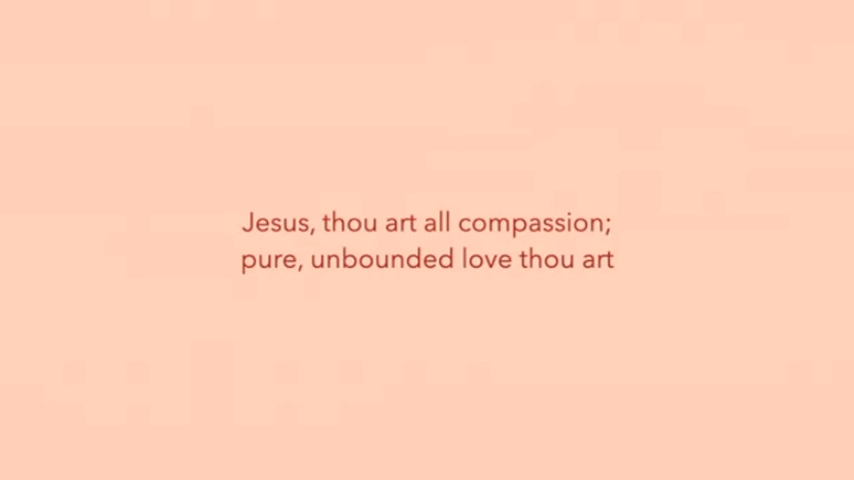 Jesus, thou art all compassion;
pure, unbounded love thou art